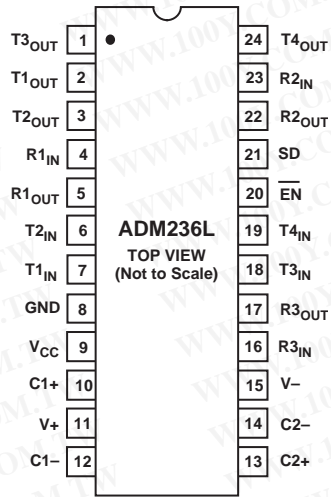 T3OUT 1 24 T4OUT
T1OUT 2 23 R2IN
T2OUT 3 22 R2OUT
R1IN 4 21 SD
R1OUT 5 20 E̅N̅
T2IN 6 ADM236L 19 T4IN
TOP VIEW
T1IN 7 (Not to Scale) 18 T3IN
GND 8 17 R3OUT
VCC 9 16 R3IN
C1+ 10 15 V–
V+ 11 14 C2–
C1– 12 13 C2+